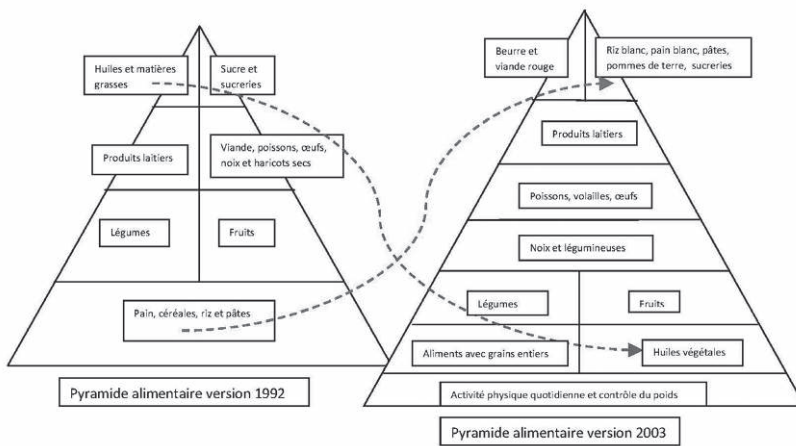 Huiles et matières
grasses
Sucre et
sucreries
Produits laitiers
Viande, poissons, œufs,
noix et haricots secs
Légumes
Fruits
Pain, céréales, riz et pâtes
Pyramide alimentaire version 1992
Beurre et
viande rouge
Riz blanc, pain blanc, pâtes,
pommes de terre, sucreries
Produits laitiers
Poissons, volailles, œufs
Noix et légumineuses
Légumes
Fruits
Aliments avec grains entiers
Huiles végétales
Activité physique quotidienne et contrôle du poids
Pyramide alimentaire version 2003